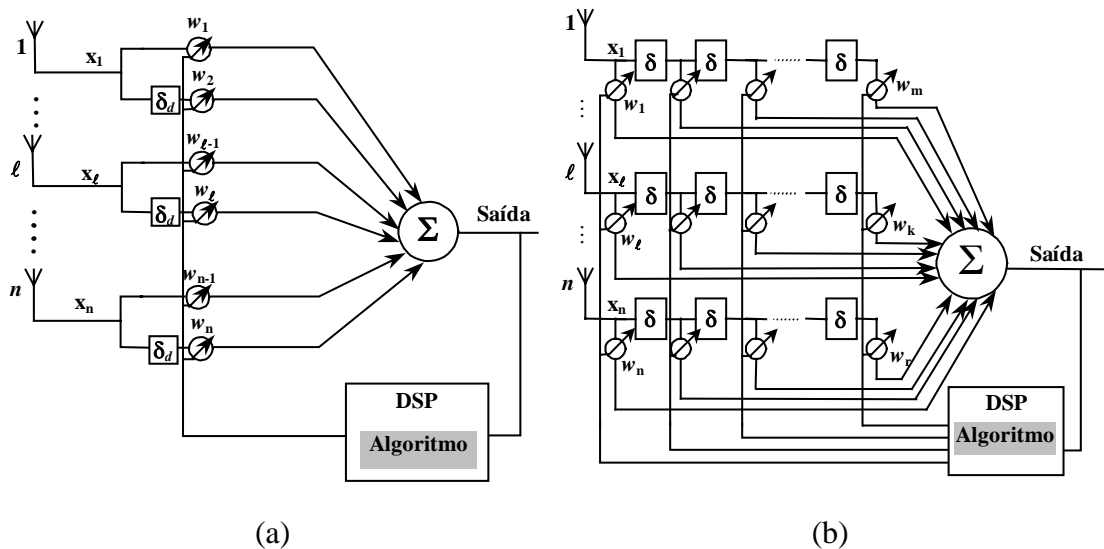 1
x₁
w₁
w₂
δd
ℓ
xℓ
wℓ-1
wℓ
δd
n
xₙ
wn-1
wn
δd
Σ
Saída
DSP
Algoritmo
(a)
1
x₁
δ
δ
δ
w₁
wm
ℓ
xℓ
δ
δ
δ
wℓ
wk
n
xn
δ
δ
δ
wn
wr
Σ
Saída
DSP
Algoritmo
(b)